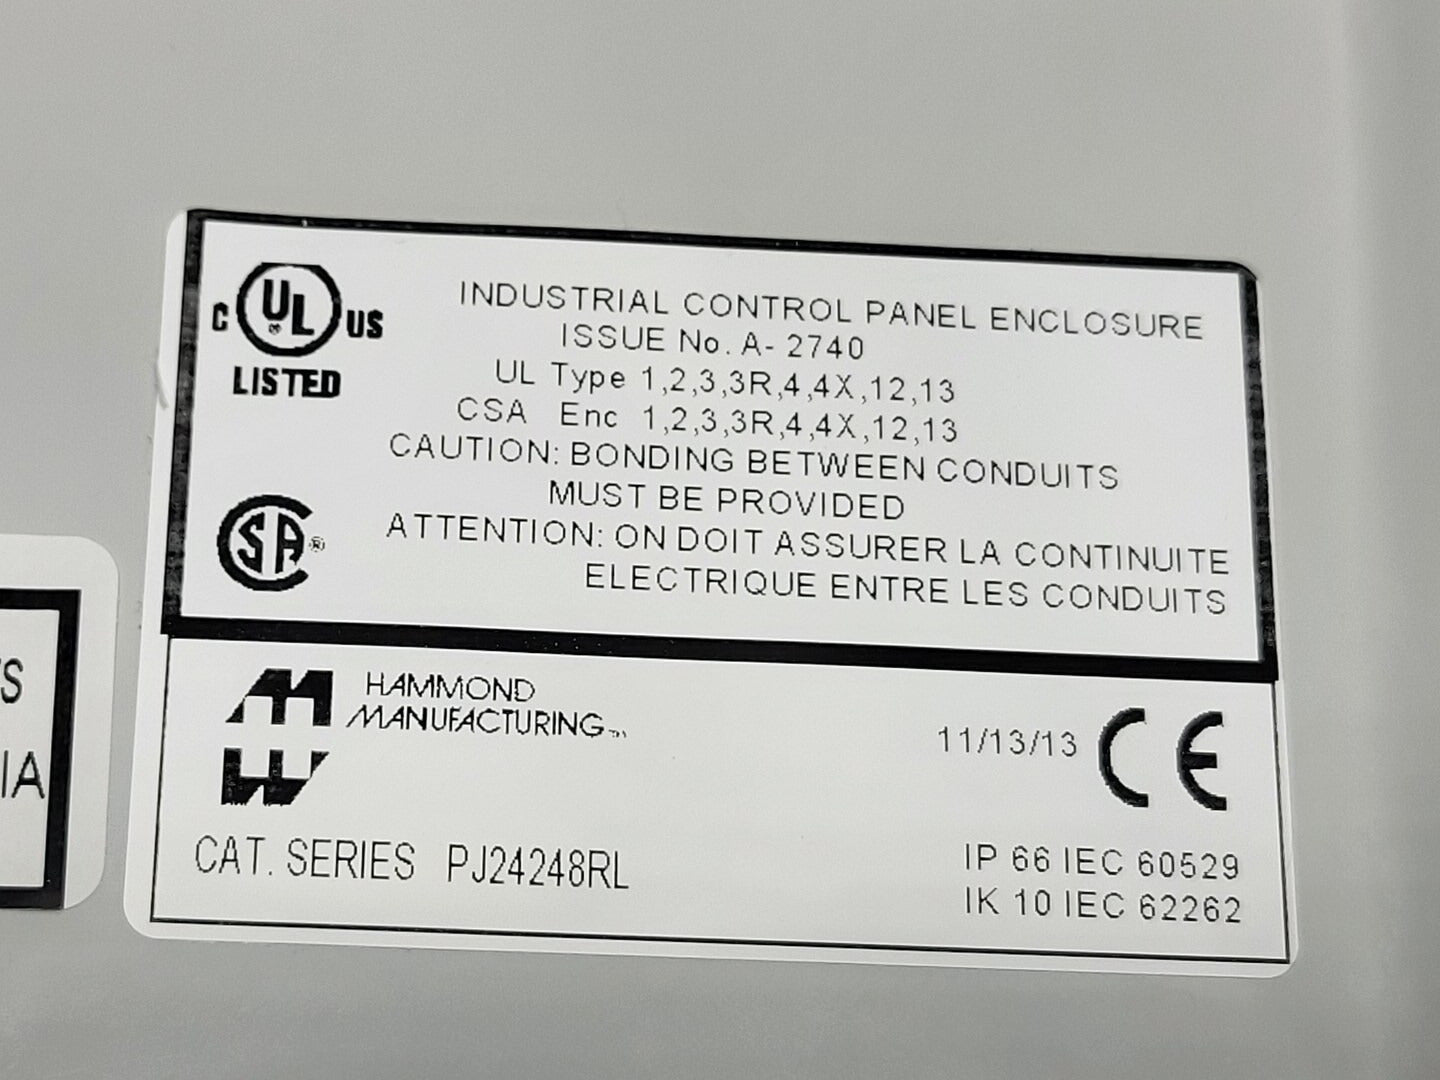 C UL ® US
LISTED
INDUSTRIAL CONTROL PANEL ENCLOSURE
ISSUE No. A- 2740
UL Type 1,2,3,3R,4,4X,12,13
CSA Enc 1,2,3,3R,4,4X,12,13
CAUTION: BONDING BETWEEN CONDUITS
MUST BE PROVIDED
SA ®
ATTENTION: ON DOIT ASSURER LA CONTINUITE
ELECTRIQUE ENTRE LES CONDUITS
HAMMOND
MANUFACTURING™
11/13/13 CE
CAT. SERIES PJ24248RL
IP 66 IEC 60529
IK 10 IEC 62262